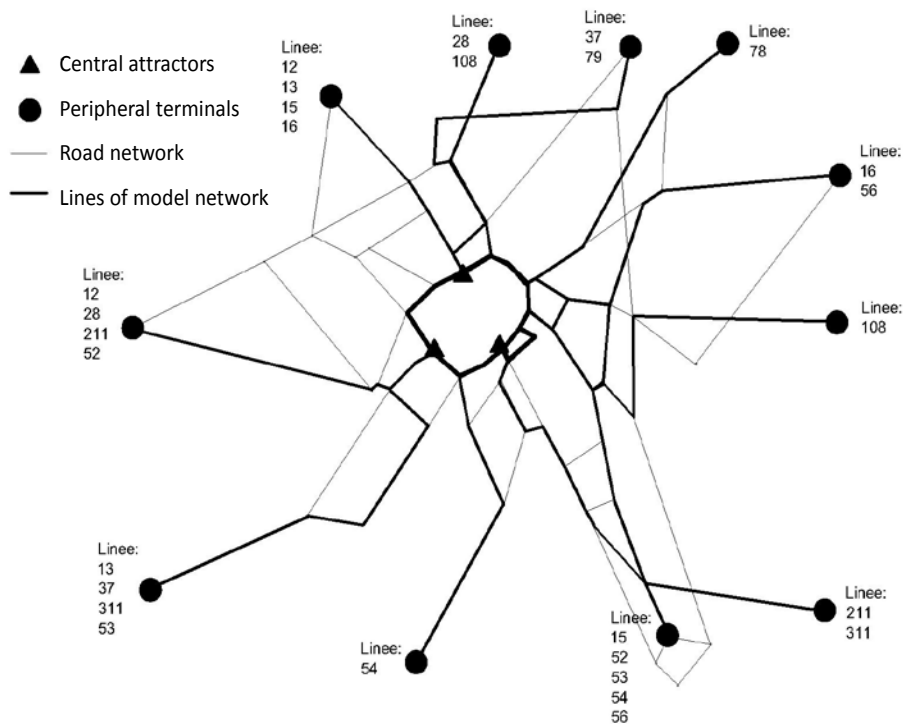 Central attractors
Peripheral terminals
Road network
Lines of model network
Linee:
12
13
15
16
Linee:
28
108
Linee:
37
79
Linee:
78
Linee:
16
56
Linee:
12
28
211
52
Linee:
108
Linee:
13
37
311
53
Linee:
54
Linee:
15
52
53
54
56
Linee:
211
311